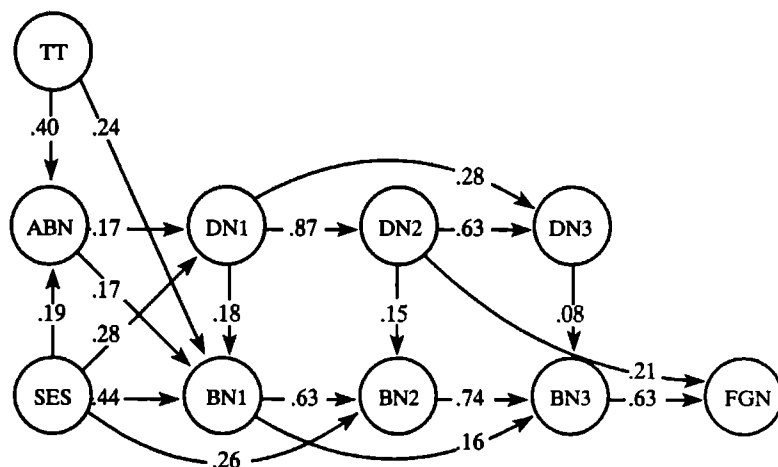 TT
.40
.24
.28
ABN
.17
DN1
.87
DN2
.63
DN3
.19
.17
.28
.18
.15
.08
.21
SES
.44
BN1
.63
BN2
.74
BN3
.63
FGN
.26
.16